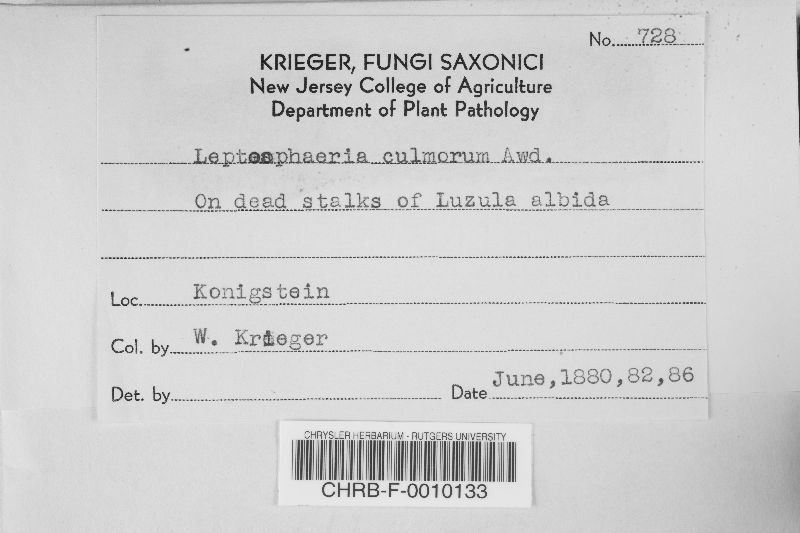 No. 728
KRIEGER, FUNGI SAXONICI
New Jersey College of Agriculture
Department of Plant Pathology
Leptosphaeria culmorum Awd.
On dead stalks of Luzula albida
Loc. Konigstein
Col. by W. Krieger
Det. by
Date June,1880,82,86
CHRYSLER HERBARIUM - RUTGERS UNIVERSITY
CHRB-F-0010133